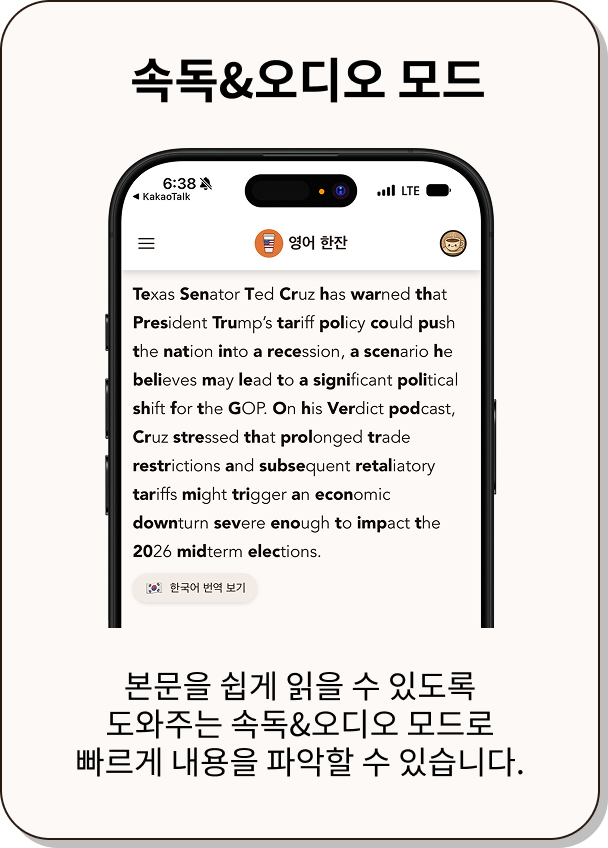 속독&오디오 모드
6:38
◀ KakaoTalk
LTE
영어 한잔
Texas Senator Ted Cruz has warned that
President Trump’s tariff policy could push
the nation into a recession, a scenario he
believes may lead to a significant political
shift for the GOP. On his Verdict podcast,
Cruz stressed that prolonged trade
restrictions and subsequent retaliatory
tariffs might trigger an economic
downturn severe enough to impact the
2026 midterm elections.
한국어 번역 보기
본문을 쉽게 읽을 수 있도록
도와주는 속독&오디오 모드로
빠르게 내용을 파악할 수 있습니다.